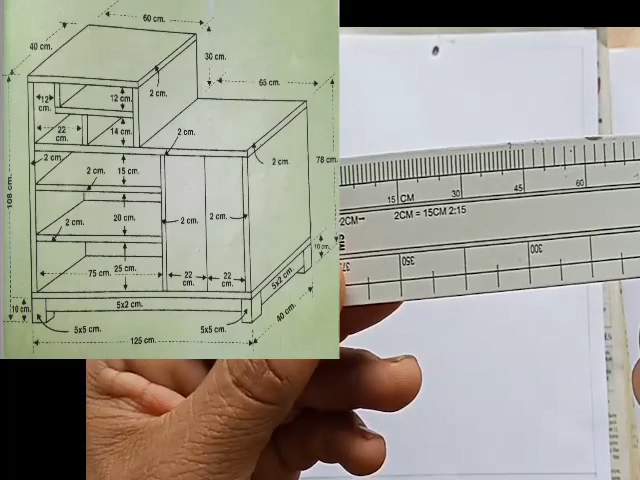 60 cm.
40 cm.
30 cm.
65 cm.
12 cm.
12 cm.
2 cm.
22 cm.
14 cm.
2 cm.
2 cm.
2 cm.
78 cm.
15 cm.
2 cm.
108 cm.
20 cm.
2 cm.
2 cm.
2 cm.
10 cm.
75 cm.
25 cm.
22 cm.
22 cm.
5x2 cm.
10 cm.
5x2 cm.
40 cm.
5x5 cm.
5x5 cm.
125 cm.
15 CM 30 45 60
2CM 2CM = 15CM 2:15
350 300